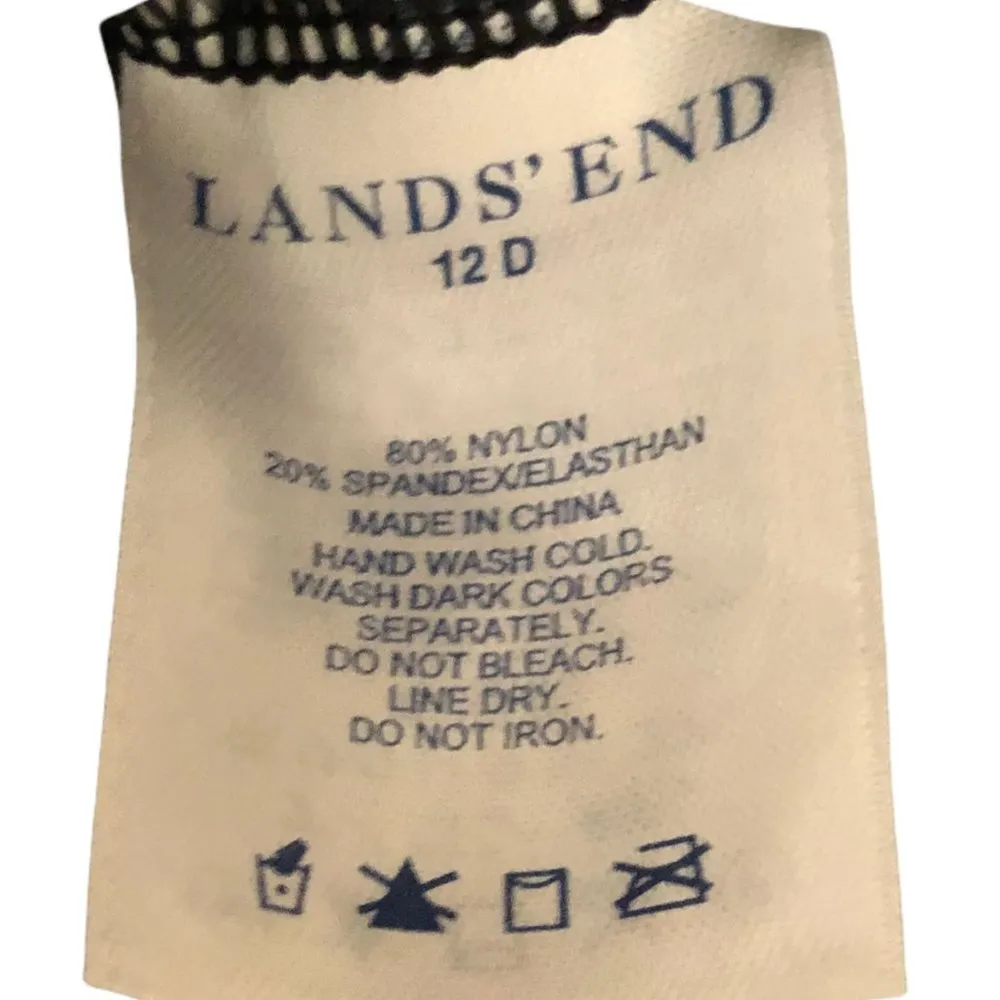 LANDS' END
12 D
80% NYLON
20% SPANDEX/ELASTHAN
MADE IN CHINA
HAND WASH COLD.
WASH DARK COLORS
SEPARATELY.
DO NOT BLEACH.
LINE DRY.
DO NOT IRON.